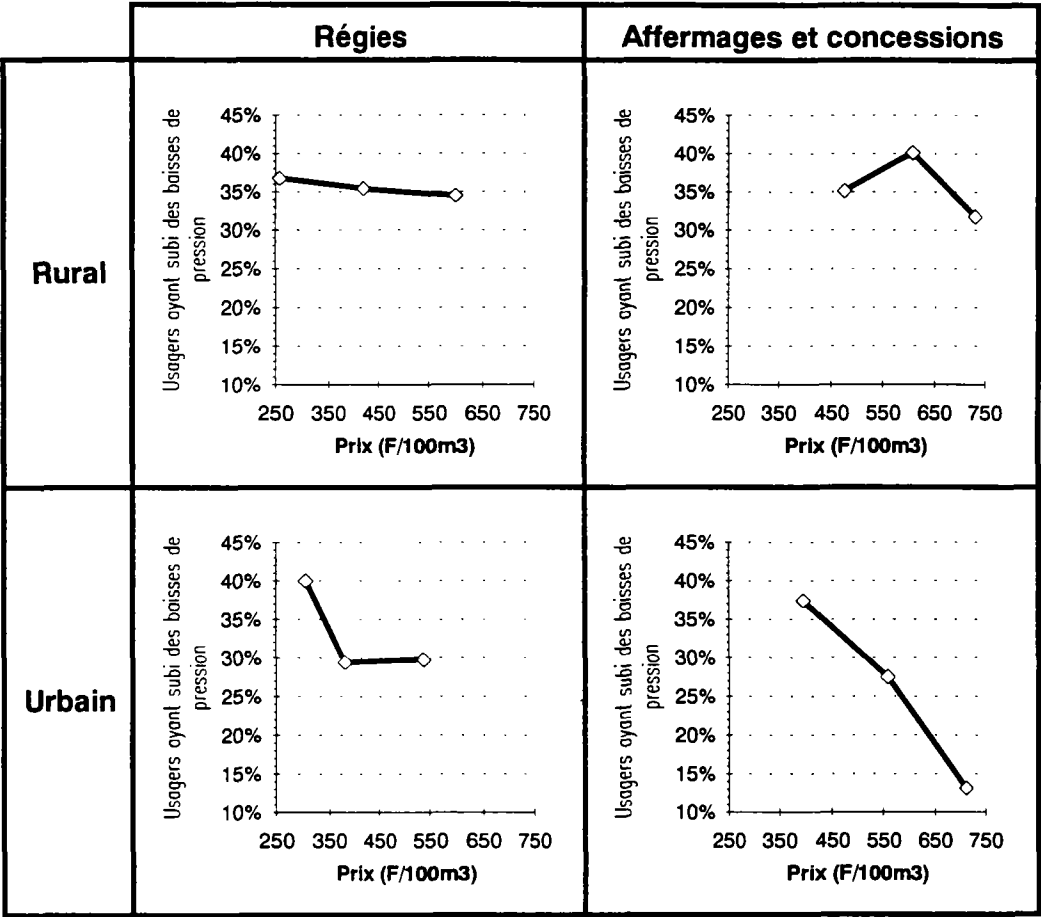 Régies
Affermages et concessions
Rural
Usagers ayant subi des baisses de
pression
45%
40%
35%
30%
25%
20%
15%
10%
250 350 450 550 650 750
Prix (F/100m3)
Usagers ayant subi des baisses de
pression
45%
40%
35%
30%
25%
20%
15%
10%
250 350 450 550 650 750
Prix (F/100m3)
Urbain
Usagers ayant subi des baisses de
pression
45%
40%
35%
30%
25%
20%
15%
10%
250 350 450 550 650 750
Prix (F/100m3)
Usagers ayant subi des baisses de
pression
45%
40%
35%
30%
25%
20%
15%
10%
250 350 450 550 650 750
Prix (F/100m3)